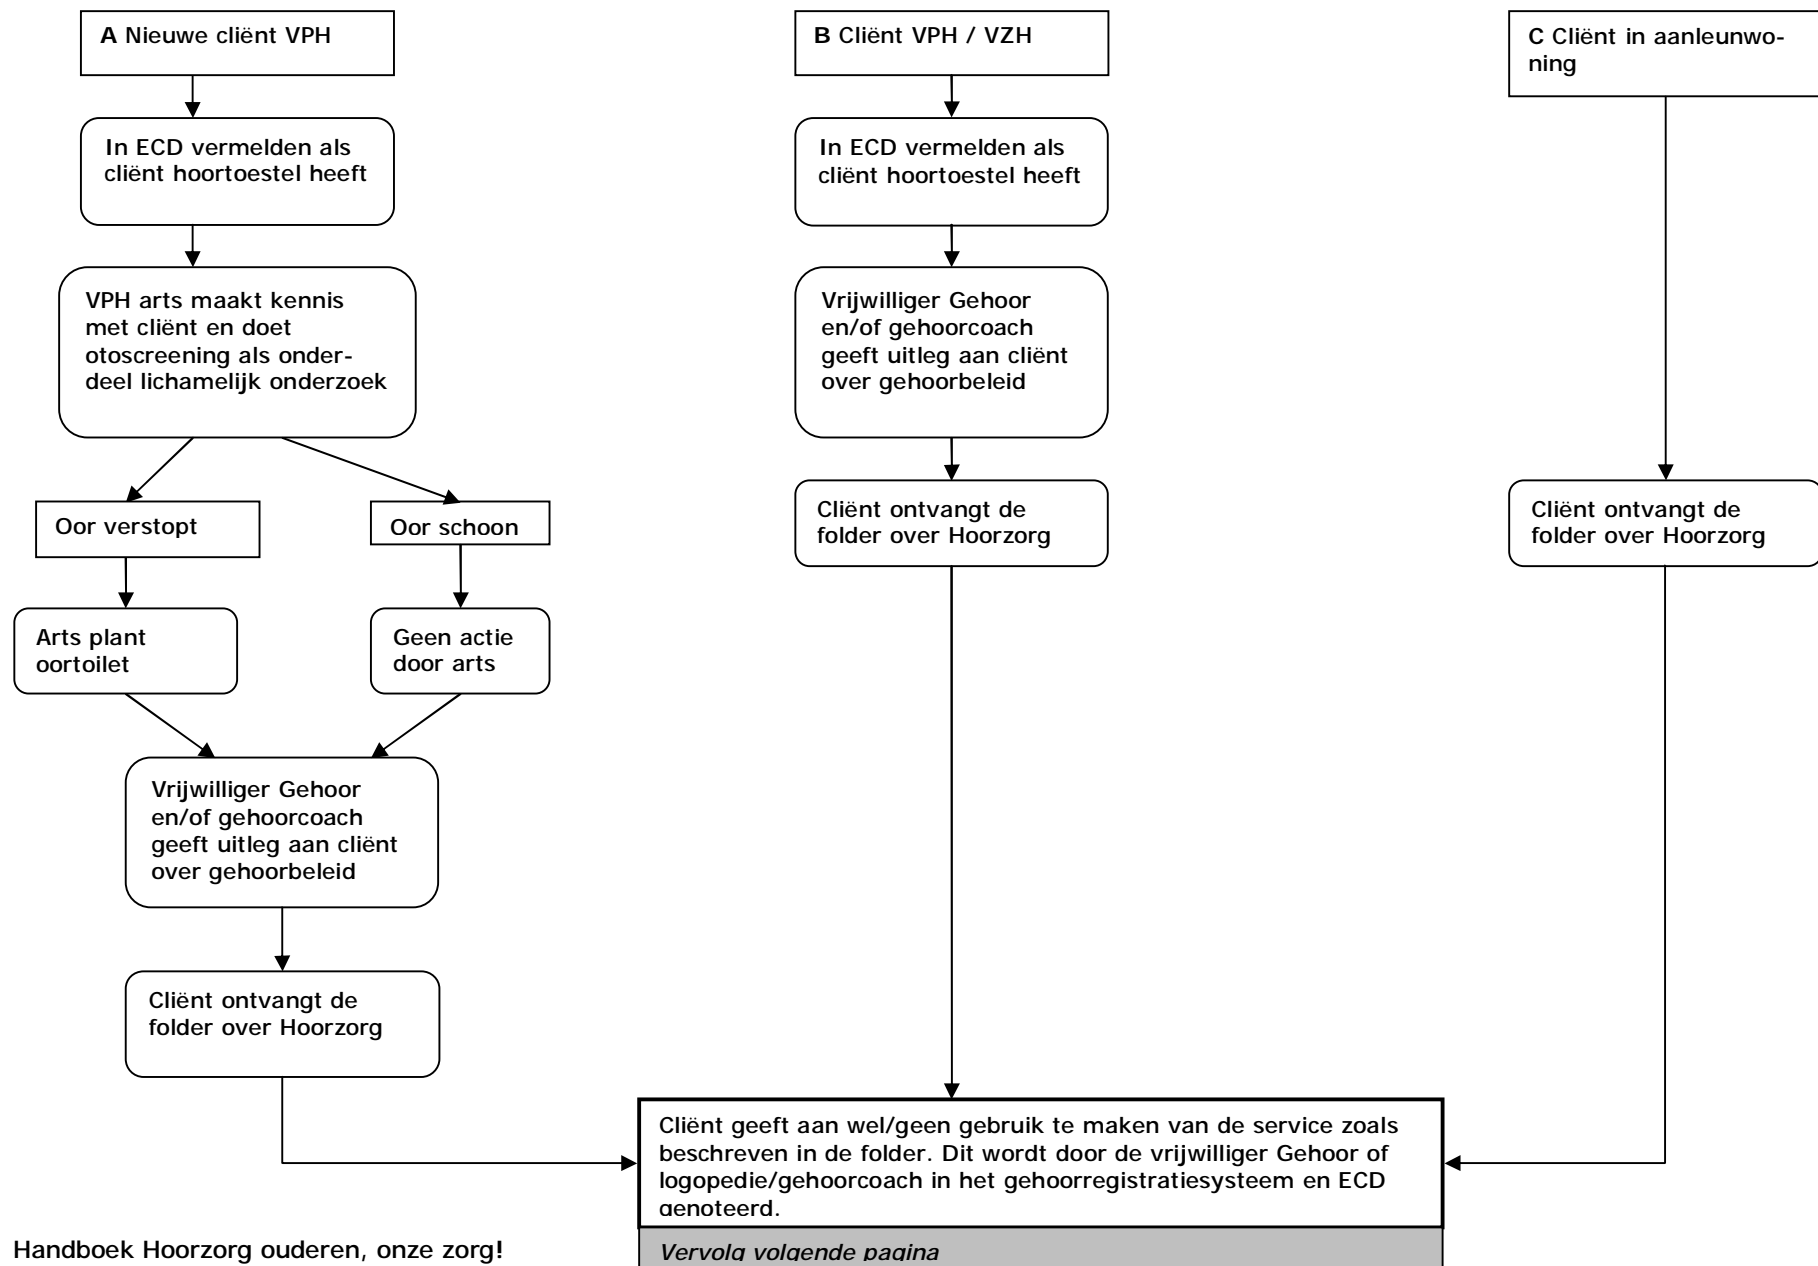 A Nieuwe cliënt VPH
In ECD vermelden als
cliënt hoortoestel heeft
VPH arts maakt kennis
met cliënt en doet
otoscreening als onder-
deel lichamelijk onderzoek
Oor verstopt
Oor schoon
Arts plant
oortoilet
Geen actie
door arts
Vrijwilliger Gehoor
en/of gehoorcoach
geeft uitleg aan cliënt
over gehoorbeleid
Cliënt ontvangt de
folder over Hoorzorg
B Cliënt VPH / VZH
In ECD vermelden als
cliënt hoortoestel heeft
Vrijwilliger Gehoor
en/of gehoorcoach
geeft uitleg aan cliënt
over gehoorbeleid
Cliënt ontvangt de
folder over Hoorzorg
C Cliënt in aanleunwo-
ning
Cliënt ontvangt de
folder over Hoorzorg
Cliënt geeft aan wel/geen gebruik te maken van de service zoals
beschreven in de folder. Dit wordt door de vrijwilliger Gehoor of
logopedie/gehoorcoach in het gehoorregistratiesysteem en ECD
genoteerd.
Vervolg volgende pagina
Handboek Hoorzorg ouderen, onze zorg!